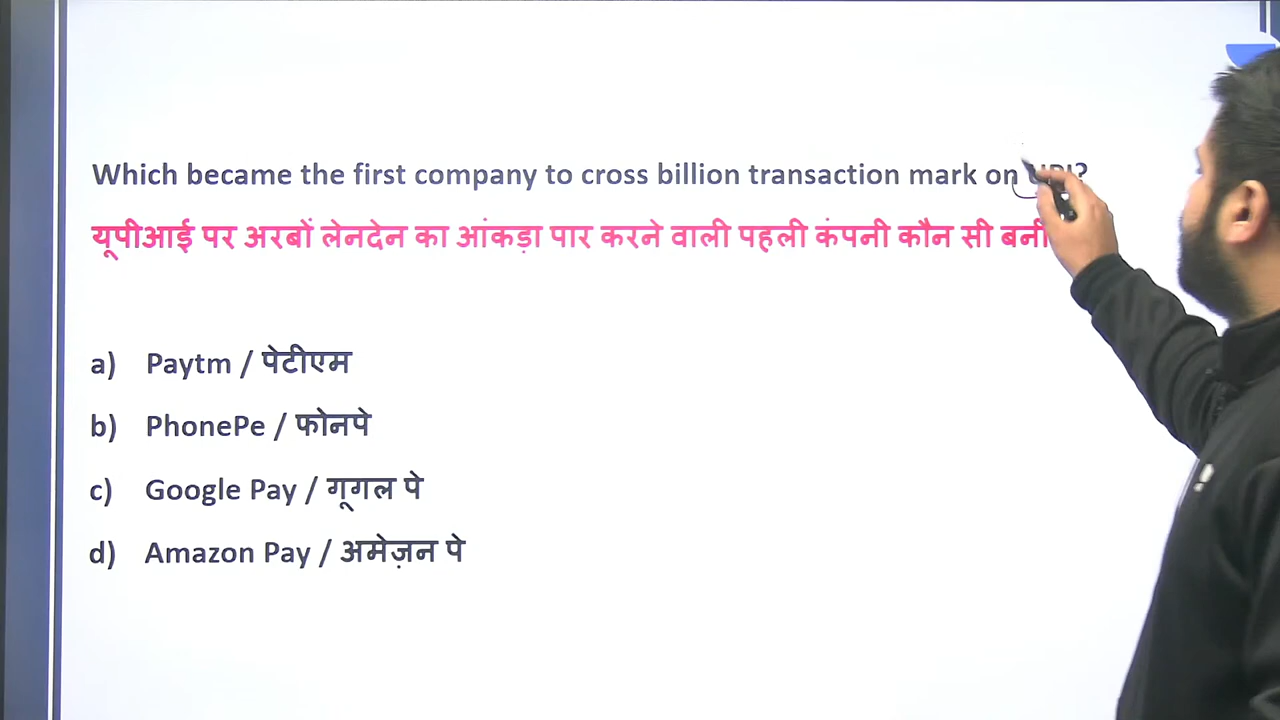 Which became the first company to cross billion transaction mark on UPI?
यूपीआई पर अरबों लेनदेन का आंकड़ा पार करने वाली पहली कंपनी कौन सी बनी
a) Paytm / पेटीएम
b) PhonePe / फोनपे
c) Google Pay / गूगल पे
d) Amazon Pay / अमेज़न पे